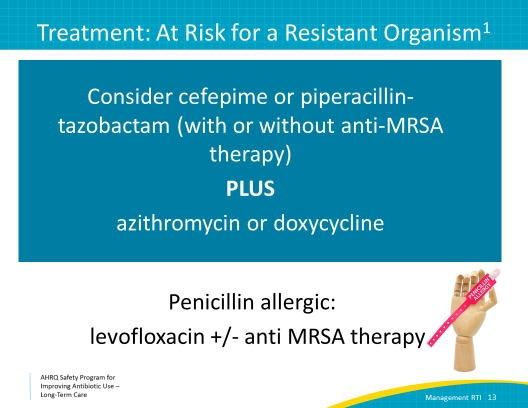 Treatment: At Risk for a Resistant Organism1
Consider cefepime or piperacillin-
tazobactam (with or without anti-MRSA
therapy)
PLUS
azithromycin or doxycycline
Penicillin allergic:
levofloxacin +/- anti MRSA therapy
PENICILLIN
ALLERGY
AHRQ Safety Program for
Improving Antibiotic Use –
Long-Term Care
Management RTI 13